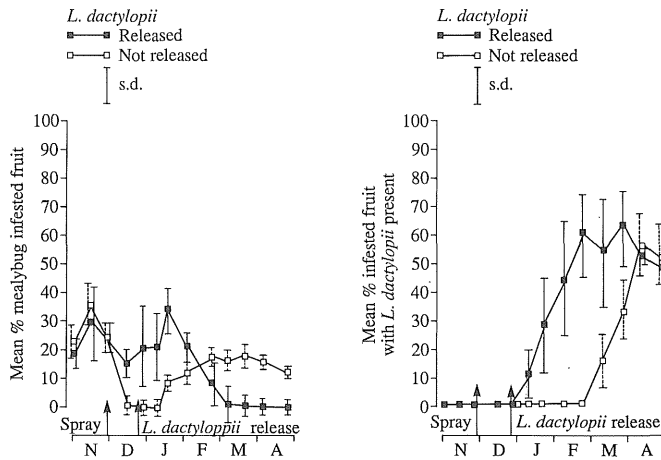 L. dactylopii
Released
Not released
s.d.
100
90
80
70
60
50
40
30
20
10
0
Mean % mealybug infested fruit
Spray
L. dactyloppii release
N D J F M A
L. dactylopii
Released
Not released
s.d.
100
90
80
70
60
50
40
30
20
10
0
Mean % infested fruit
with L. dactylopii present
Spray
L. dactylopii release
N D J F M A